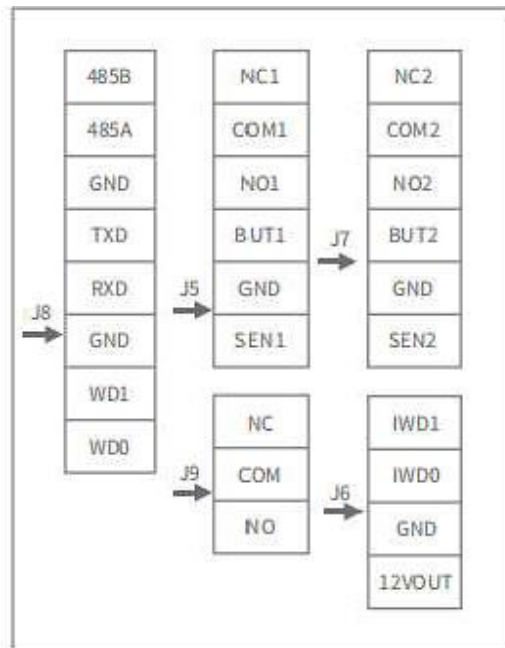 J8
485B
485A
GND
TXD
RXD
GND
WD1
WD0
J5
NC1
COM1
NO1
BUT1
GND
SEN1
J7
NC2
COM2
NO2
BUT2
GND
SEN2
J9
NC
COM
NO
J6
IWD1
IWD0
GND
12VOUT